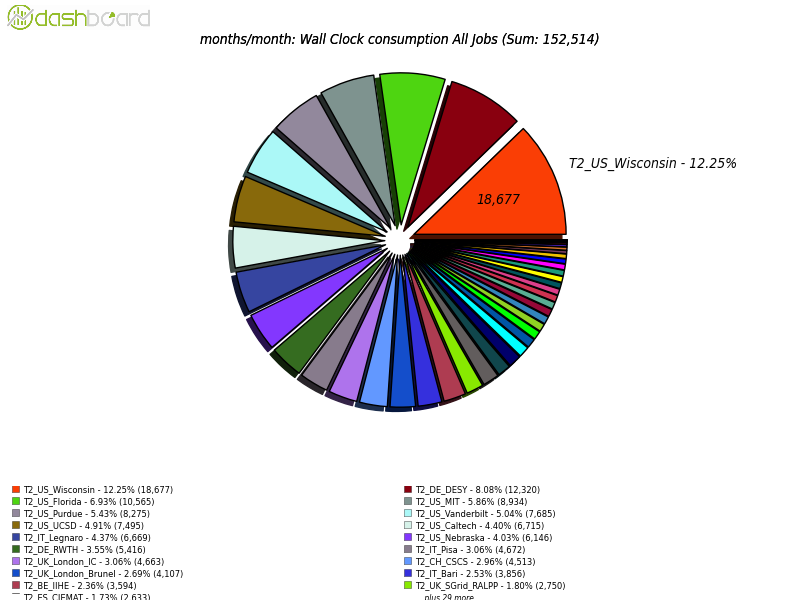 dashboard
months/month: Wall Clock consumption All Jobs (Sum: 152,514)
T2_US_Wisconsin - 12.25%
18,677
T2_US_Wisconsin - 12.25% (18,677)
T2_DE_DESY - 8.08% (12,320)
T2_US_Florida - 6.93% (10,565)
T2_US_MIT - 5.86% (8,934)
T2_US_Purdue - 5.43% (8,275)
T2_US_Vanderbilt - 5.04% (7,685)
T2_US_UCSD - 4.91% (7,495)
T2_US_Caltech - 4.40% (6,715)
T2_IT_Legnaro - 4.37% (6,669)
T2_US_Nebraska - 4.03% (6,146)
T2_DE_RWTH - 3.55% (5,416)
T2_IT_Pisa - 3.06% (4,672)
T2_UK_London_IC - 3.06% (4,663)
T2_CH_CSCS - 2.96% (4,513)
T2_UK_London_Brunel - 2.69% (4,107)
T2_IT_Bari - 2.53% (3,856)
T2_BE_IIHE - 2.36% (3,594)
T2_UK_SGrid_RALPP - 1.80% (2,750)
T2_ES_CIEMAT - 1.73% (2,633)
plus 29 more